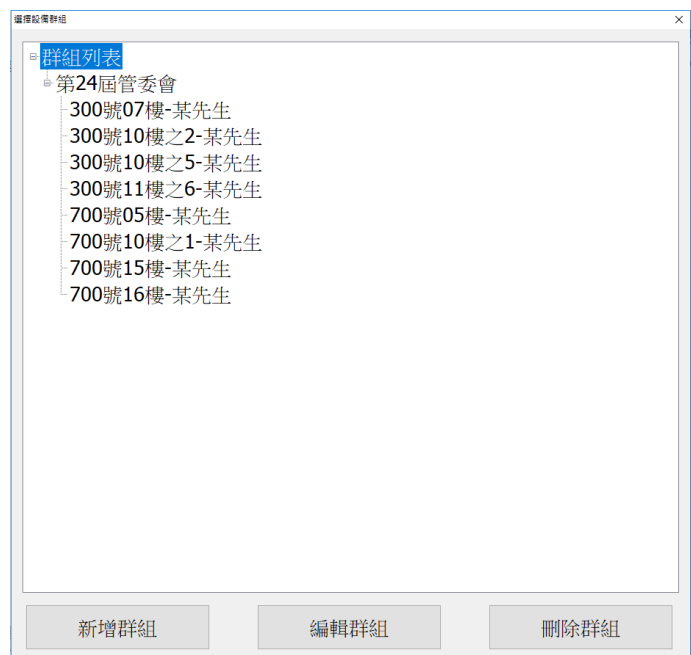 選擇設備群組
群組列表
第24屆管委會
300號07樓-某先生
300號10樓之2-某先生
300號10樓之5-某先生
300號11樓之6-某先生
700號05樓-某先生
700號10樓之1-某先生
700號15樓-某先生
700號16樓-某先生
新增群組
編輯群組
刪除群組